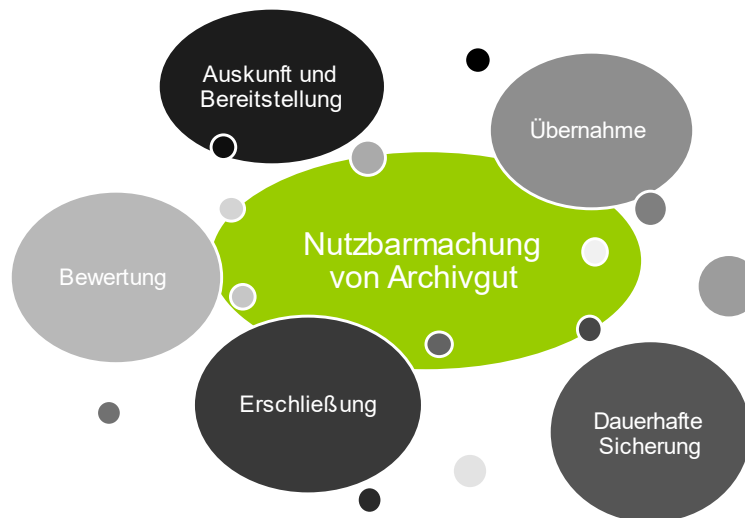 Auskunft und
Bereitstellung
Übernahme
Nutzbarmachung
von Archivgut
Bewertung
Erschließung
Dauerhafte
Sicherung